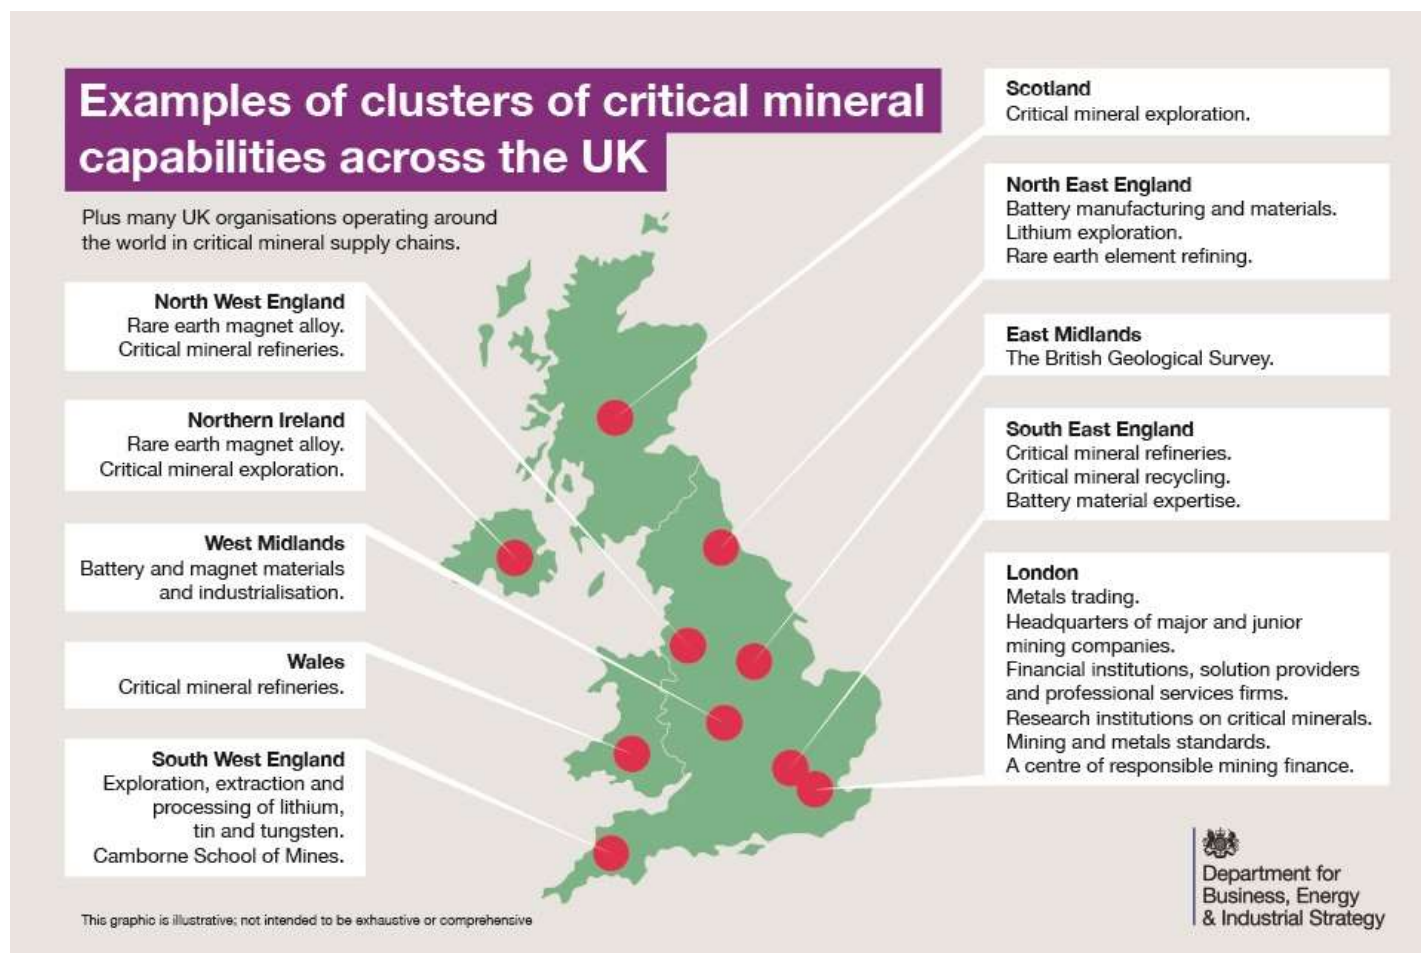 Examples of clusters of critical mineral
capabilities across the UK
Plus many UK organisations operating around
the world in critical mineral supply chains.
North West England
Rare earth magnet alloy.
Critical mineral refineries.
Northern Ireland
Rare earth magnet alloy.
Critical mineral exploration.
West Midlands
Battery and magnet materials
and industrialisation.
Wales
Critical mineral refineries.
South West England
Exploration, extraction and
processing of lithium,
tin and tungsten.
Camborne School of Mines.
Scotland
Critical mineral exploration.
North East England
Battery manufacturing and materials.
Lithium exploration.
Rare earth element refining.
East Midlands
The British Geological Survey.
South East England
Critical mineral refineries.
Critical mineral recycling.
Battery material expertise.
London
Metals trading.
Headquarters of major and junior
mining companies.
Financial institutions, solution providers
and professional services firms.
Research institutions on critical minerals.
Mining and metals standards.
A centre of responsible mining finance.
This graphic is illustrative; not intended to be exhaustive or comprehensive
Department for
Business, Energy
& Industrial Strategy